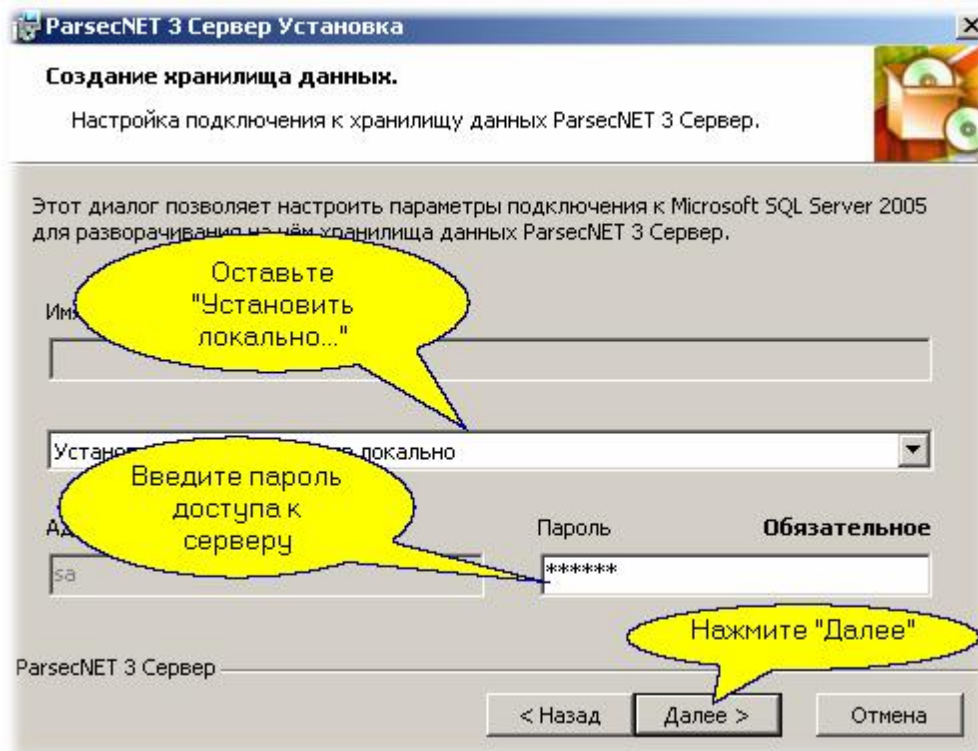 ParsecNET 3 Сервер Установка
Создание хранилища данных.
Настройка подключения к хранилищу данных ParsecNET 3 Сервер.
Этот диалог позволяет настроить параметры подключения к Microsoft SQL Server 2005
для разворачивания на нём хранилища данных ParsecNET 3 Сервер.
Оставьте
"Установить
локально..."
локально
Введите пароль
доступа к
серверу
Пароль Обязательное
sa ******
Нажмите "Далее"
ParsecNET 3 Сервер
< Назад Далее > Отмена